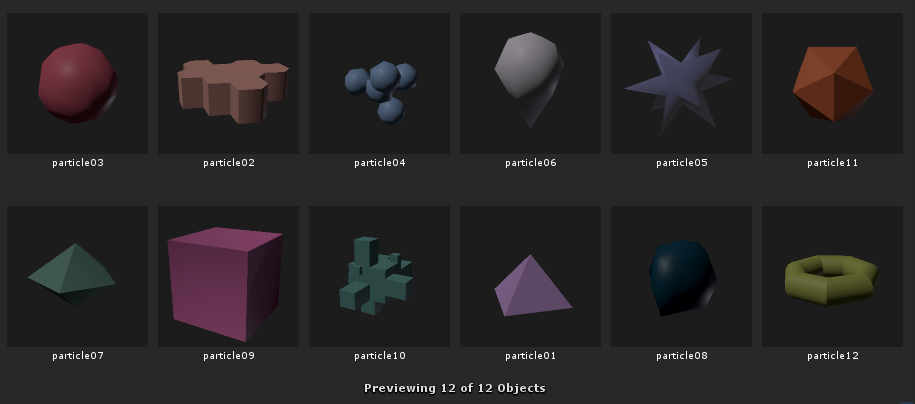 particle03
particle02
particle04
particle06
particle05
particle11
particle07
particle09
particle10
particle01
particle08
particle12
Previewing 12 of 12 Objects